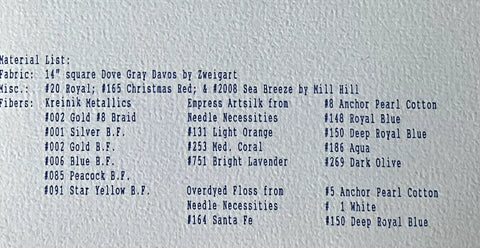 Material List:
Fabric: 14" square Dove Gray Davos by Zweigart
Misc.: #20 Royal; #165 Christmas Red; & #2008 Sea Breeze by Mill Hill
Fibers: Kreinik Metallics Empress Artsilk from #8 Anchor Pearl Cotton
#002 Gold #8 Braid Needle Necessities #148 Royal Blue
#001 Silver B.F. #131 Light Orange #150 Deep Royal Blue
#002 Gold B.F. #253 Med. Coral #186 Aqua
#006 Blue B.F. #751 Bright Lavender #269 Dark Olive
#085 Peacock B.F.
#091 Star Yellow B.F. Overdyed Floss from #5 Anchor Pearl Cotton
Needle Necessities # 1 White
#164 Santa Fe #150 Deep Royal Blue